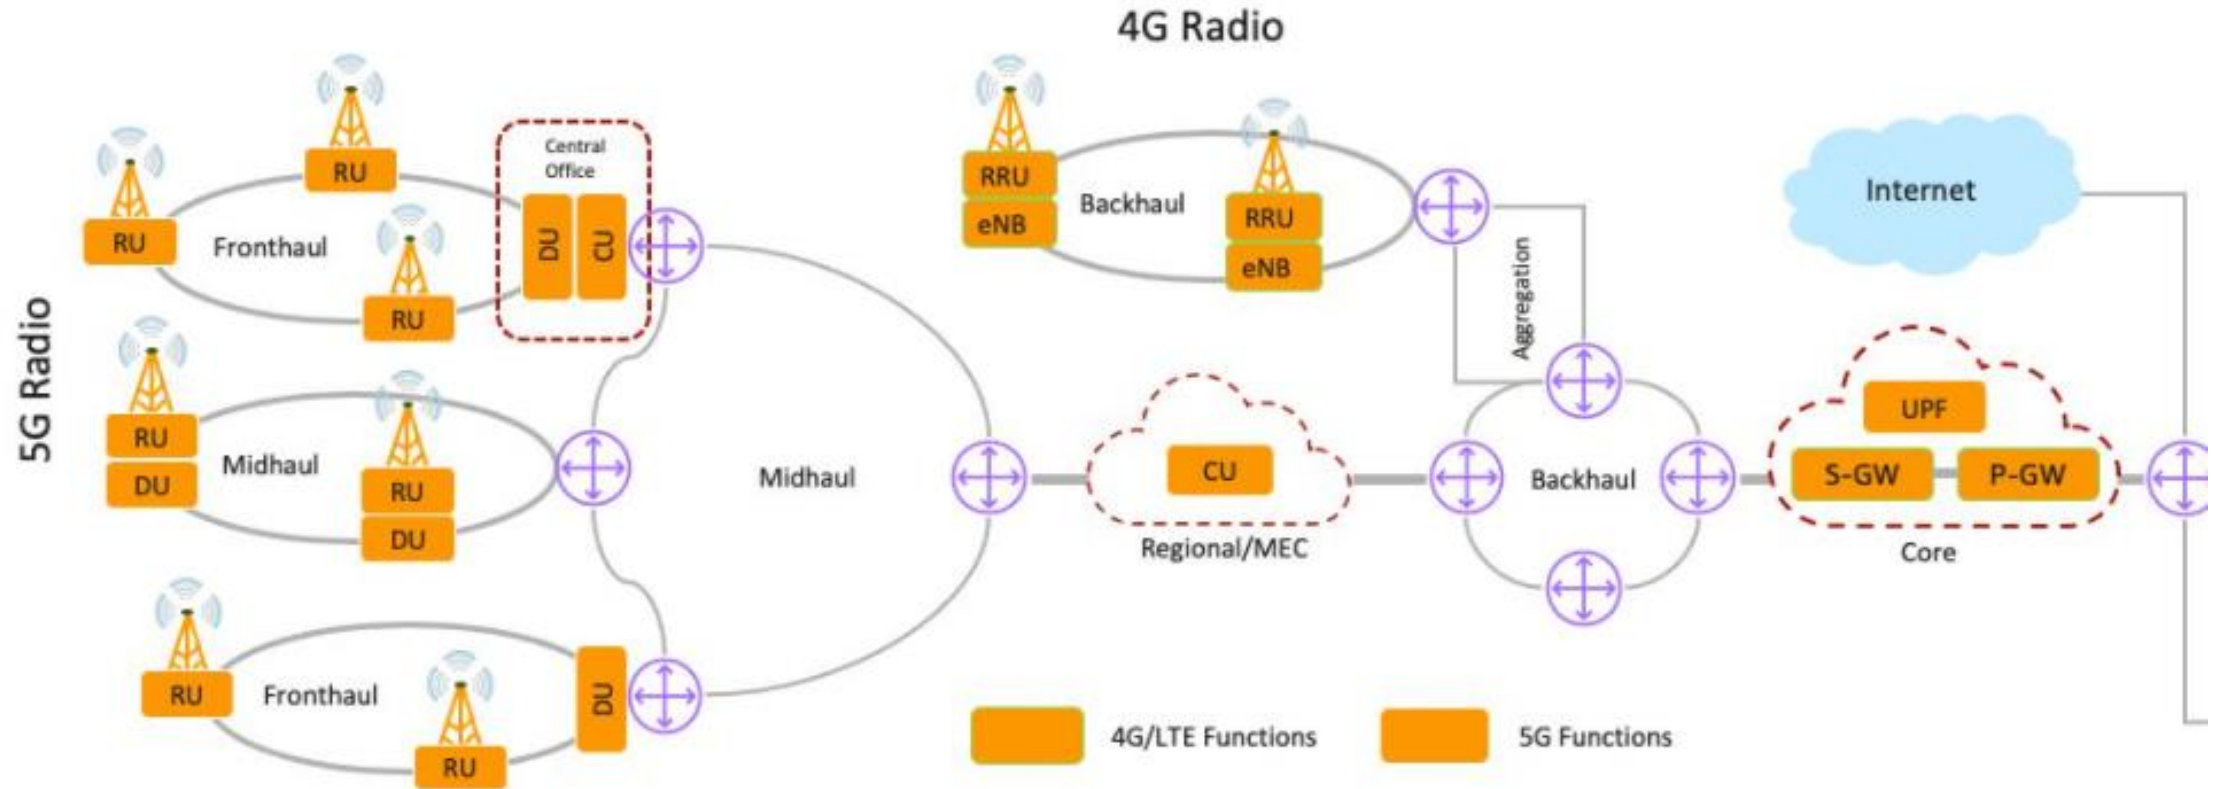 4G Radio
5G Radio
RU
RU
Fronthaul
RU
Central
Office
DU
CU
RU
DU
Midhaul
RU
DU
RU
Fronthaul
RU
DU
Midhaul
RRU
eNB
Backhaul
RRU
eNB
Aggregation
CU
Regional/MEC
Backhaul
Internet
UPF
S-GW
P-GW
Core
4G/LTE Functions
5G Functions